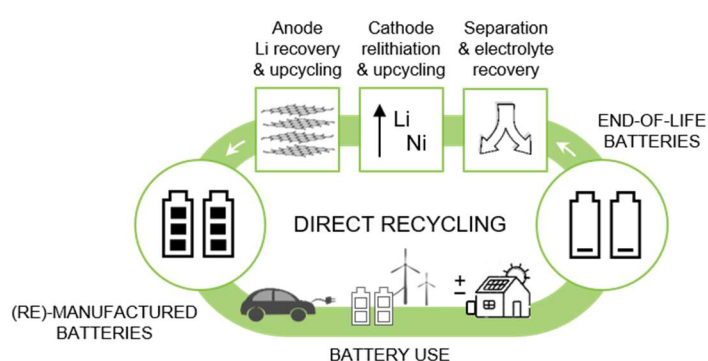 Anode
Li recovery
& upcycling
Cathode
relithiation
& upcycling
Separation
& electrolyte
recovery
Li
Ni
END-OF-LIFE
BATTERIES
DIRECT RECYCLING
±
(RE)-MANUFACTURED
BATTERIES
BATTERY USE